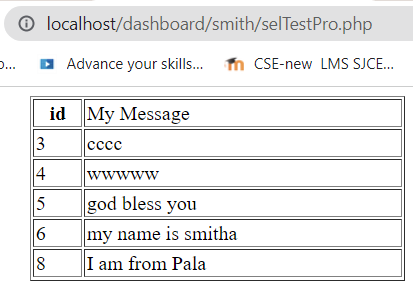 localhost/dashboard/smith/selTestPro.php
Advance your skills... CSE-new LMS SJCE...
id My Message
3 cccc
4 wwwww
5 god bless you
6 my name is smitha
8 I am from Pala